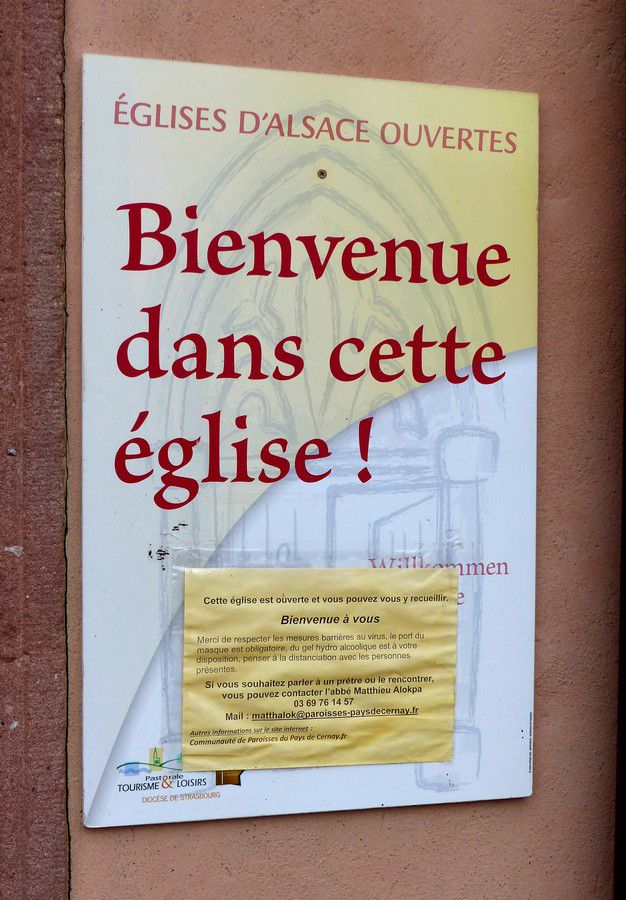 ÉGLISES D'ALSACE OUVERTES
Bienvenue
dans cette
église !
Willkommen
Cette église est ouverte et vous pouvez vous y recueillir.
Bienvenue à vous
Merci de respecter les mesures barrières au virus, le port du
masque est obligatoire, du gel hydro alcoolique est à votre
disposition, penser à la distanciation avec les personnes
présentes.
Si vous souhaitez parler à un prêtre ou le rencontrer,
vous pouvez contacter l'abbé Matthieu Alokpa
03 69 76 14 57
Mail : matthalok@paroisses-paysdecernay.fr
Autres informations sur le site internet :
Communauté de Paroisses du Pays de Cernay.fr
Pastorale
TOURISME & LOISIRS
DIOCÈSE DE STRASBOURG